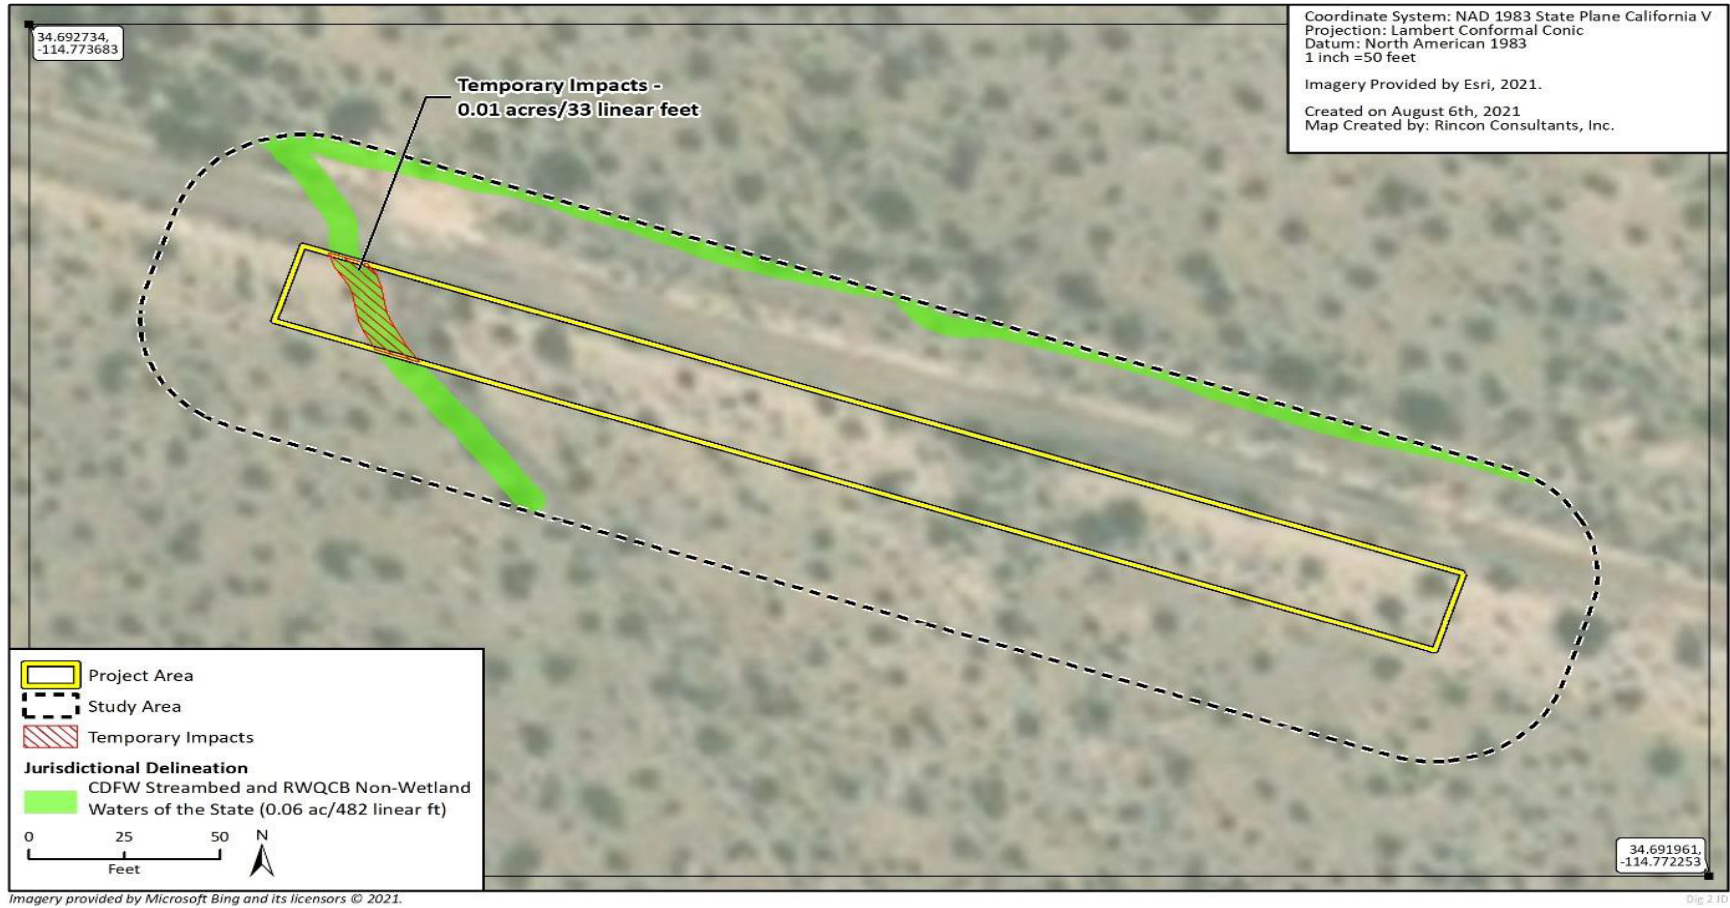 34.692734,
-114.773683
Coordinate System: NAD 1983 State Plane California V
Projection: Lambert Conformal Conic
Datum: North American 1983
1 inch =50 feet
Imagery Provided by Esri, 2021.
Created on August 6th, 2021
Map Created by: Rincon Consultants, Inc.
Temporary Impacts -
0.01 acres/33 linear feet
Project Area
Study Area
Temporary Impacts
Jurisdictional Delineation
CDFW Streambed and RWQCB Non-Wetland
Waters of the State (0.06 ac/482 linear ft)
0 25 50 N
Feet
34.691961,
-114.772253
Imagery provided by Microsoft Bing and its licensors © 2021.
Dig 2 JD